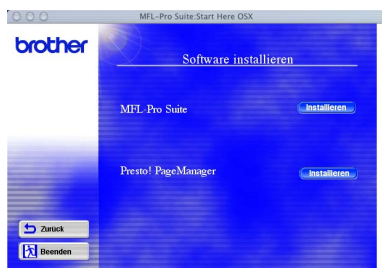 MFL-Pro Suite:Start Here OSX
brother
Software installieren
MFL-Pro Suite
Installieren
Presto! PageManager
Installieren
Zurück
Beenden